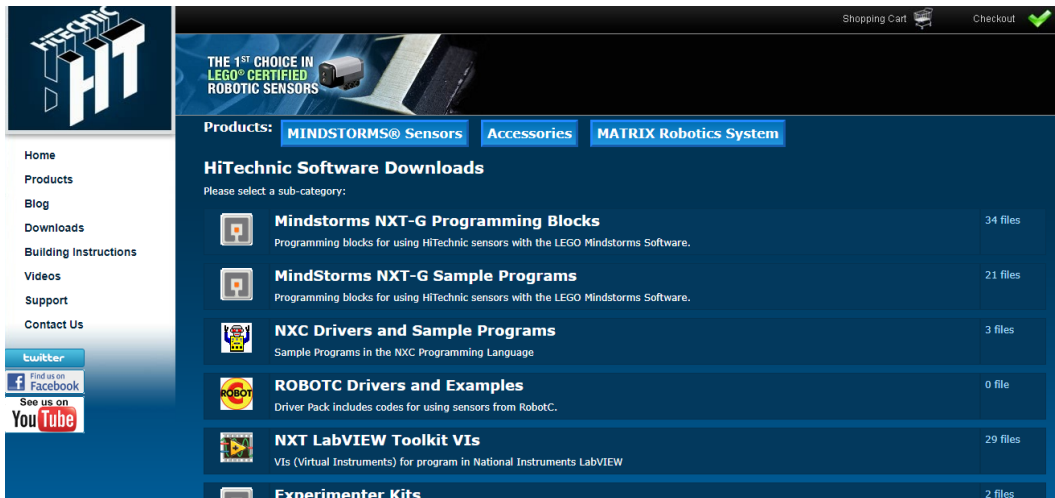 HiTECHNIC
HT
Shopping Cart
Checkout
THE 1ST CHOICE IN
LEGO® CERTIFIED
ROBOTIC SENSORS
Products: MINDSTORMS® Sensors Accessories MATRIX Robotics System
Home
Products
Blog
Downloads
Building Instructions
Videos
Support
Contact Us
twitter
Find us on
Facebook
See us on
YouTube
HiTechnic Software Downloads
Please select a sub-category:
Mindstorms NXT-G Programming Blocks
34 files
Programming blocks for using HiTechnic sensors with the LEGO Mindstorms Software.
MindStorms NXT-G Sample Programs
21 files
Programming blocks for using HiTechnic sensors with the LEGO Mindstorms Software.
NXC Drivers and Sample Programs
3 files
Sample Programs in the NXC Programming Language
ROBOT
ROBOTC Drivers and Examples
0 file
Driver Pack includes codes for using sensors from RobotC.
NXT LabVIEW Toolkit VIs
29 files
VIs (Virtual Instruments) for program in National Instruments LabVIEW
Experimenter Kits
2 files